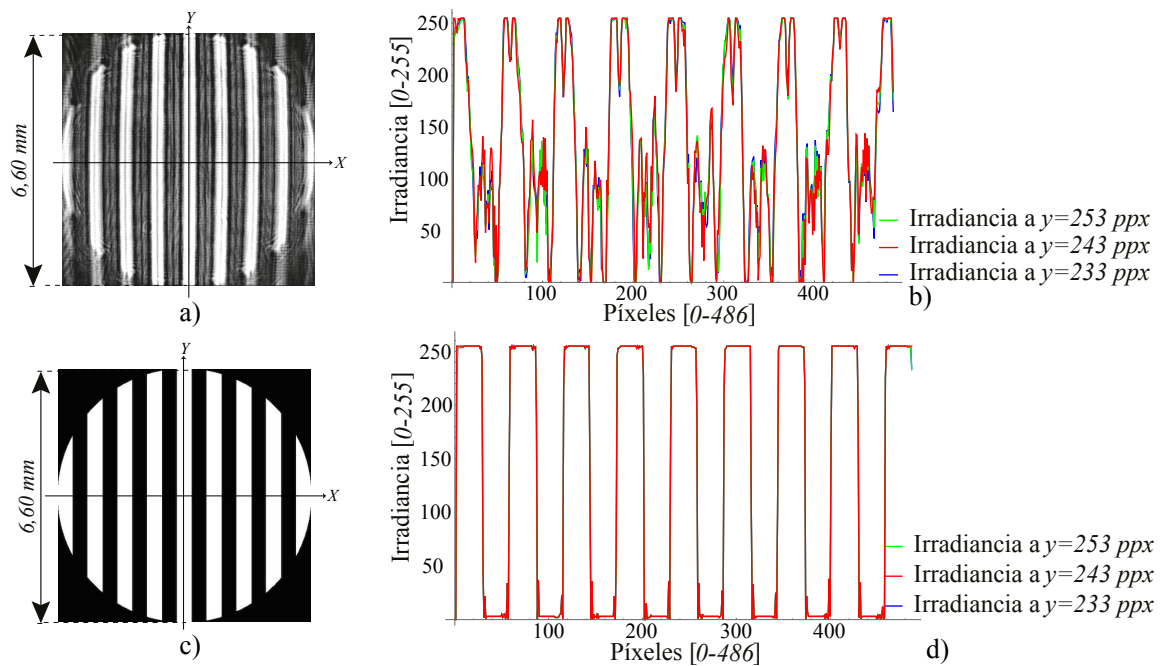 Y
X
6,60 mm
a)
Irradiancia [0-255]
250
200
150
100
50
100
200
300
400
Píxeles [0-486]
Irradiancia a y=253 ppx
Irradiancia a y=243 ppx
Irradiancia a y=233 ppx
b)
Y
X
6,60 mm
c)
Irradiancia [0-255]
250
200
150
100
50
100
200
300
400
Píxeles [0-486]
Irradiancia a y=253 ppx
Irradiancia a y=243 ppx
Irradiancia a y=233 ppx
d)